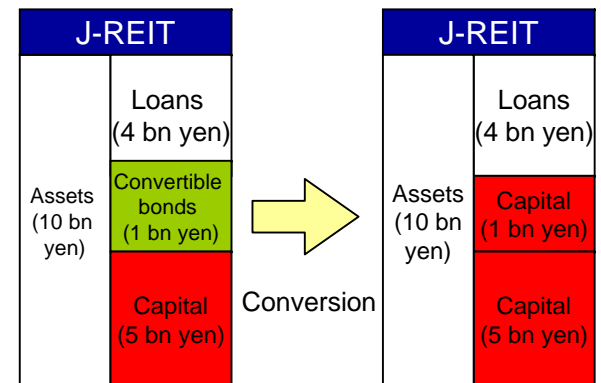 J-REIT
Assets
(10 bn
yen)
Loans
(4 bn yen)
Convertible
bonds
(1 bn yen)
Capital
(5 bn yen)
Conversion
J-REIT
Assets
(10 bn
yen)
Loans
(4 bn yen)
Capital
(1 bn yen)
Capital
(5 bn yen)